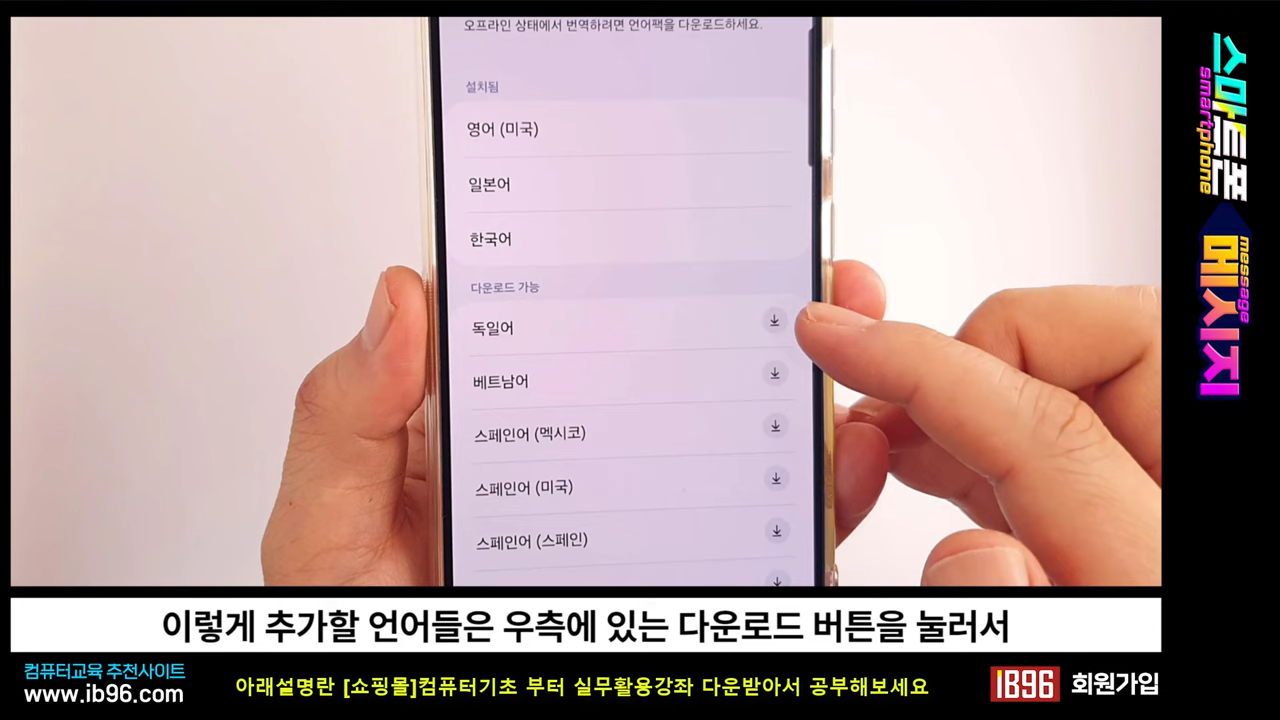 오프라인 상태에서 번역하려면 언어팩을 다운로드하세요.
설치됨
영어 (미국)
일본어
한국어
다운로드 가능
독일어
베트남어
스페인어 (멕시코)
스페인어 (미국)
스페인어 (스페인)
스마트폰
smartphone
메시지
message
이렇게 추가할 언어들은 우측에 있는 다운로드 버튼을 눌러서
컴퓨터교육 추천사이트
www.ib96.com
아래설명란 [쇼핑몰]컴퓨터기초 부터 실무활용강좌 다운받아서 공부해보세요
IB96 회원가입